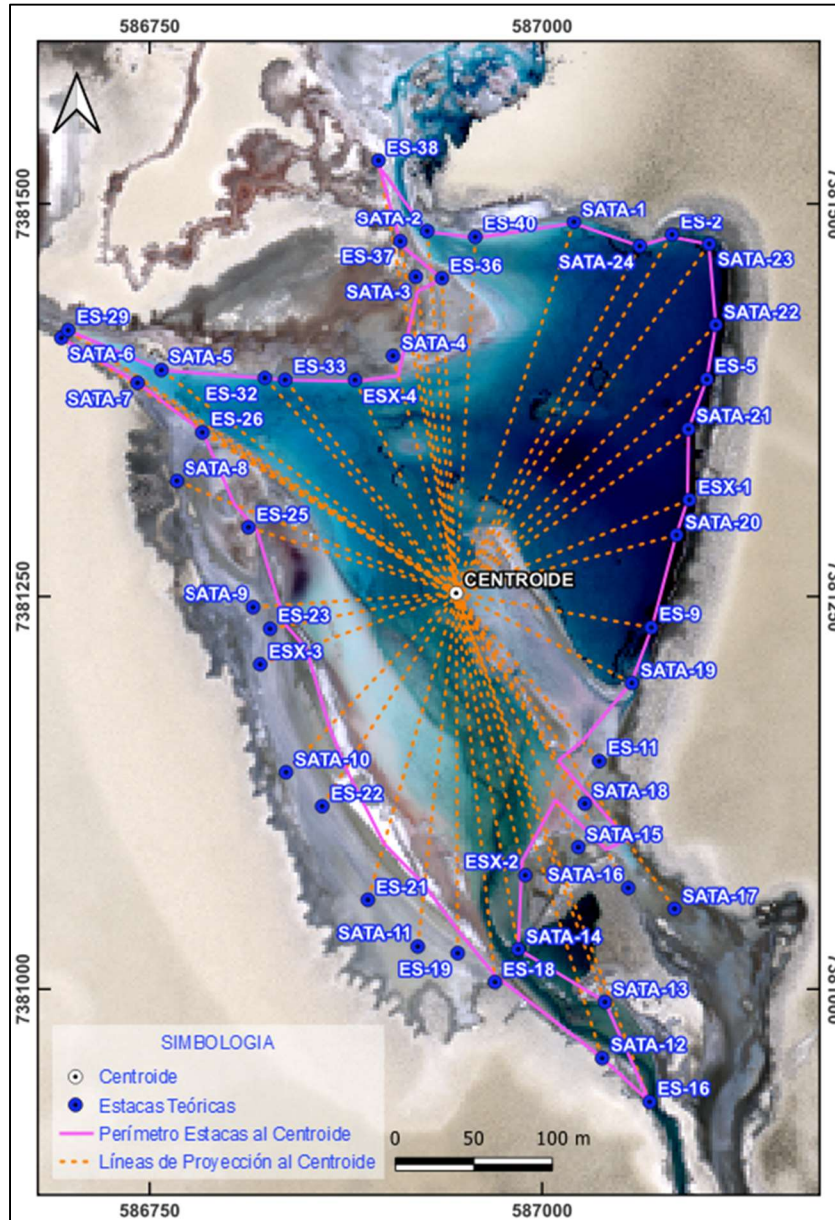 586750
587000
7381500
7381500
ES-38
SATA-2
ES-40
SATA-1
ES-2
ES-37
ES-36
SATA-24
SATA-23
SATA-3
SATA-22
ES-29
SATA-4
SATA-6
SATA-5
ES-33
ES-5
SATA-7
ES-32
ESX-4
SATA-21
ES-26
SATA-8
ESX-1
ES-25
SATA-20
7381250
CENTROIDE
7381250
SATA-9
ES-23
ES-9
ESX-3
SATA-19
ES-11
SATA-10
SATA-18
ES-22
SATA-15
ESX-2
SATA-16
ES-21
SATA-17
SATA-11
SATA-14
ES-19
ES-18
7381000
7381000
SATA-13
SATA-12
ES-16
SIMBOLOGIA
Centroide
Estacas Teóricas
Perímetro Estacas al Centroide
Líneas de Proyección al Centroide
0 50 100 m
586750
587000